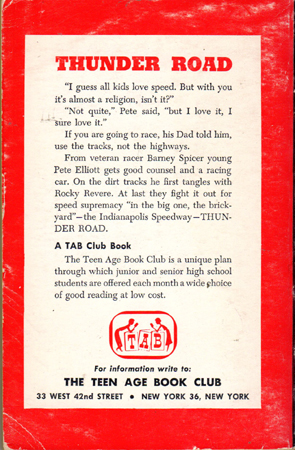 THUNDER ROAD
"I guess all kids love speed. But with you
it's almost a religion, isn't it?"
"Not quite," Pete said, "but I love it, I
sure love it."
If you are going to race, his Dad told him,
use the tracks, not the highways.
From veteran racer Barney Spicer young
Pete Elliott gets good counsel and a racing
car. On the dirt tracks he first tangles with
Rocky Revere. At last they fight it out for
speed supremacy "in the big one, the brick-
yard"—the Indianapolis Speedway—THUN-
DER ROAD.
A TAB Club Book
The Teen Age Book Club is a unique plan
through which junior and senior high school
students are offered each month a wide choice
of good reading at low cost.
TAB
For information write to:
THE TEEN AGE BOOK CLUB
33 WEST 42nd STREET • NEW YORK 36, NEW YORK